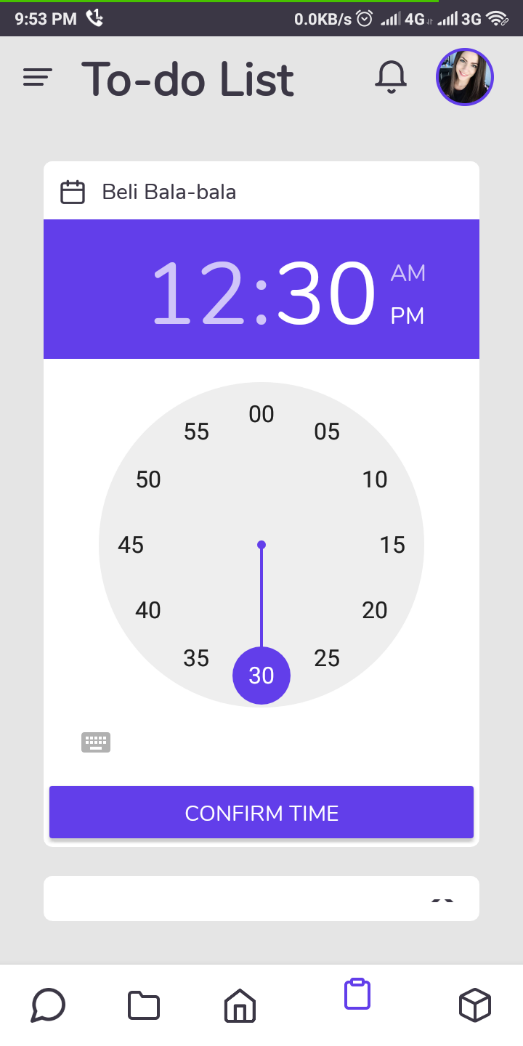 9:53 PM 0.0KB/s 4G 3G
To-do List
Beli Bala-bala
12:30
AM
PM
00
55 05
50 10
45 15
40 20
35 25
30
CONFIRM TIME